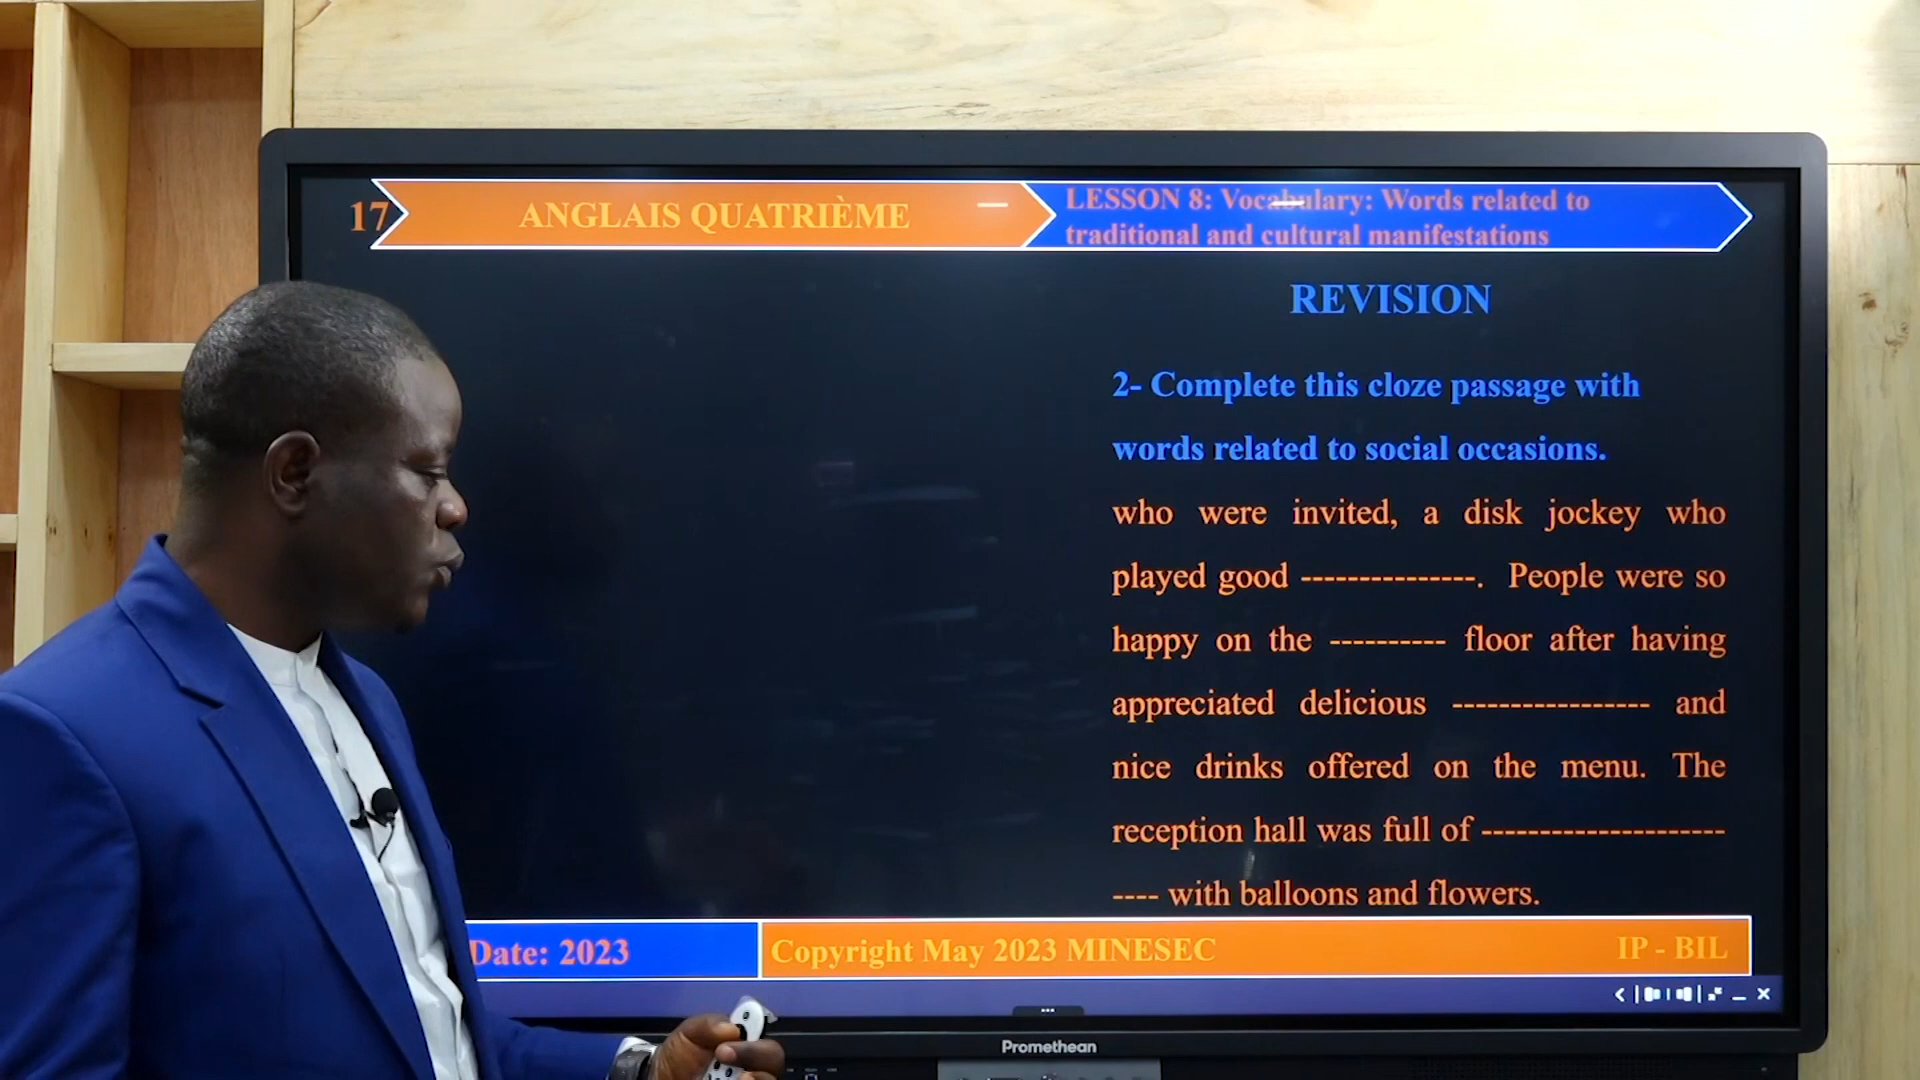 17
ANGLAIS QUATRIÈME
LESSON 8: Vocabulary: Words related to
traditional and cultural manifestations
REVISION
2- Complete this cloze passage with
words related to social occasions.
who were invited, a disk jockey who
played good ---------------. People were so
happy on the ---------- floor after having
appreciated delicious ----------------- and
nice drinks offered on the menu. The
reception hall was full of ---------------------
---- with balloons and flowers.
Date: 2023
Copyright May 2023 MINESEC
IP - BIL
Promethean